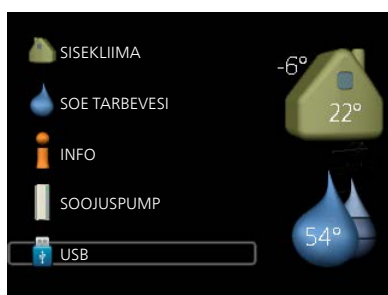 SISEKLIIMA
-6°
SOE TARBEVESI
22°
INFO
SOOJUSPUMP
54°
USB